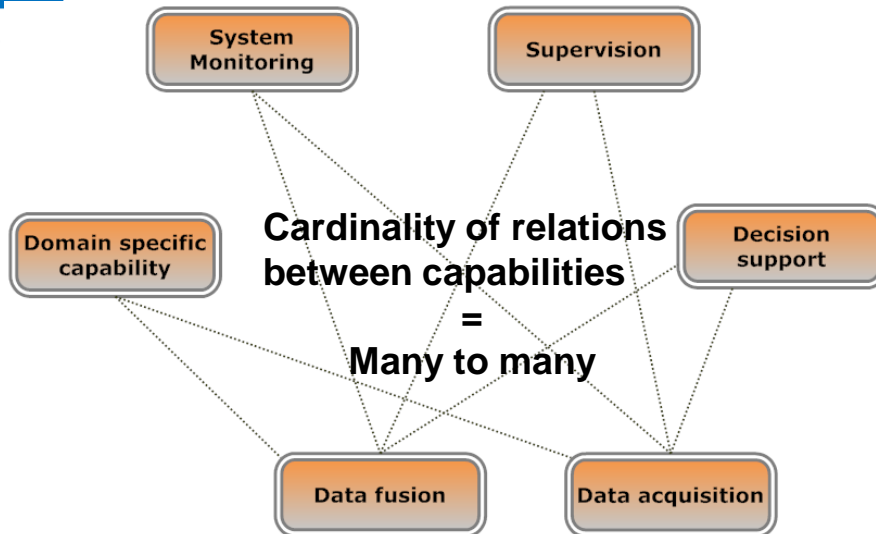 System
Monitoring
Supervision
Domain specific
capability
Cardinality of relations
between capabilities
=
Many to many
Decision
support
Data fusion
Data acquisition